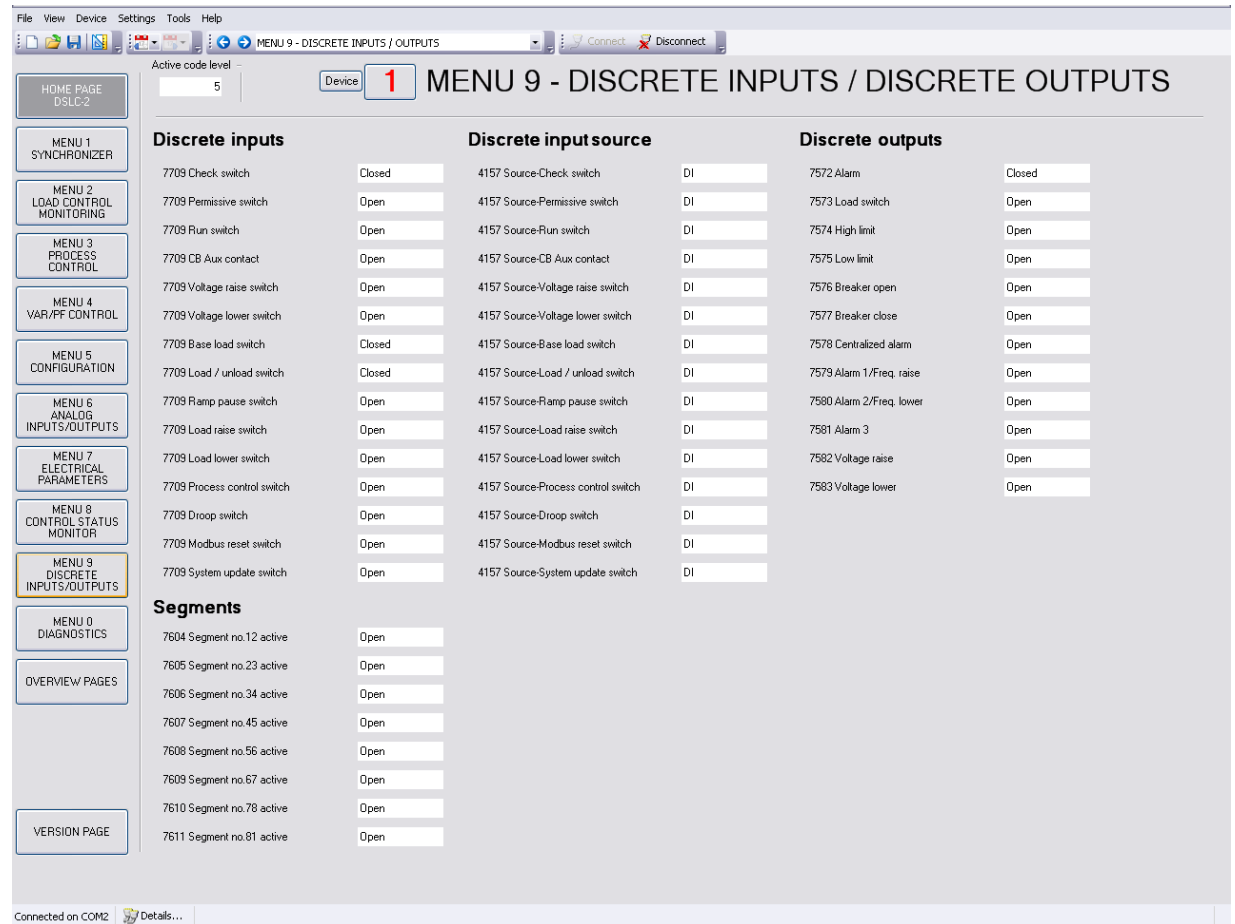 File View Device Settings Tools Help
MENU 9 - DISCRETE INPUTS / OUTPUTS Connect Disconnect
Active code level
5
Device 1 MENU 9 - DISCRETE INPUTS / DISCRETE OUTPUTS
HOME PAGE
DSLC-2
MENU 1
SYNCHRONIZER
MENU 2
LOAD CONTROL
MONITORING
MENU 3
PROCESS
CONTROL
MENU 4
VAR/PF CONTROL
MENU 5
CONFIGURATION
MENU 6
ANALOG
INPUTS/OUTPUTS
MENU 7
ELECTRICAL
PARAMETERS
MENU 8
CONTROL STATUS
MONITOR
MENU 9
DISCRETE
INPUTS/OUTPUTS
MENU 0
DIAGNOSTICS
OVERVIEW PAGES
VERSION PAGE
Discrete inputs
7709 Check switch Closed
7709 Permissive switch Open
7709 Run switch Open
7709 CB Aux contact Open
7709 Voltage raise switch Open
7709 Voltage lower switch Open
7709 Base load switch Closed
7709 Load / unload switch Closed
7709 Ramp pause switch Open
7709 Load raise switch Open
7709 Load lower switch Open
7709 Process control switch Open
7709 Droop switch Open
7709 Modbus reset switch Open
7709 System update switch Open
Segments
7604 Segment no.12 active Open
7605 Segment no.23 active Open
7606 Segment no.34 active Open
7607 Segment no.45 active Open
7608 Segment no.56 active Open
7609 Segment no.67 active Open
7610 Segment no.78 active Open
7611 Segment no.81 active Open
Discrete input source
4157 Source-Check switch DI
4157 Source-Permissive switch DI
4157 Source-Run switch DI
4157 Source-CB Aux contact DI
4157 Source-Voltage raise switch DI
4157 Source-Voltage lower switch DI
4157 Source-Base load switch DI
4157 Source-Load / unload switch DI
4157 Source-Ramp pause switch DI
4157 Source-Load raise switch DI
4157 Source-Load lower switch DI
4157 Source-Process control switch DI
4157 Source-Droop switch DI
4157 Source-Modbus reset switch DI
4157 Source-System update switch DI
Discrete outputs
7572 Alarm Closed
7573 Load switch Open
7574 High limit Open
7575 Low limit Open
7576 Breaker open Open
7577 Breaker close Open
7578 Centralized alarm Open
7579 Alarm 1/Freq. raise Open
7580 Alarm 2/Freq. lower Open
7581 Alarm 3 Open
7582 Voltage raise Open
7583 Voltage lower Open
Connected on COM2 Details...